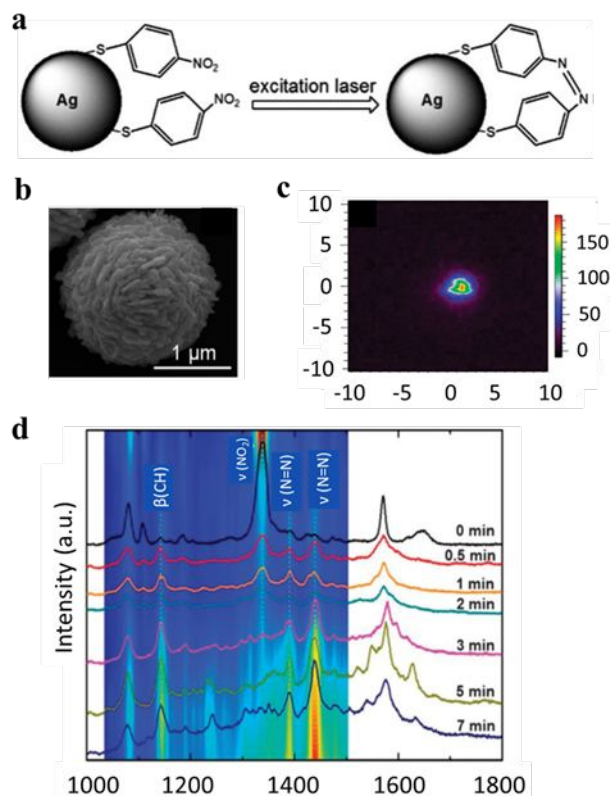 a
S
NO₂
Ag
NO₂
S
excitation laser
S
N
Ag
N
S
b
1 µm
c
10
5
0
-5
-10
-10 -5 0 5 10
150
100
50
0
d
Intensity (a.u.)
β(CH)
ν (NO₂)
ν (N=N)
ν (N=N)
0 min
0.5 min
1 min
2 min
3 min
5 min
7 min
1000 1200 1400 1600 1800